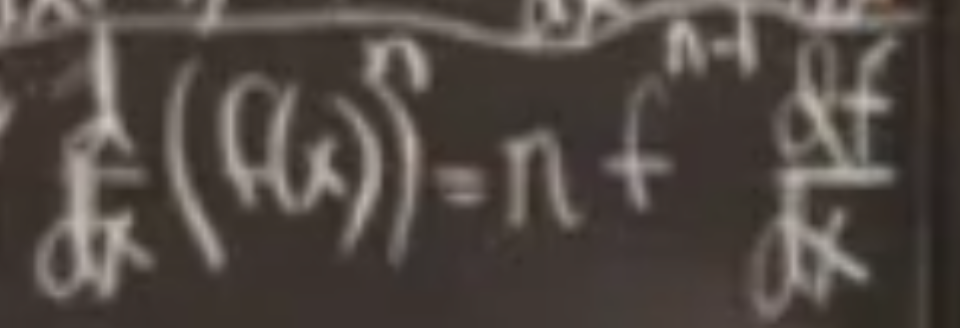 d/dx (f(x))^n = n f^{n-1} df/dx